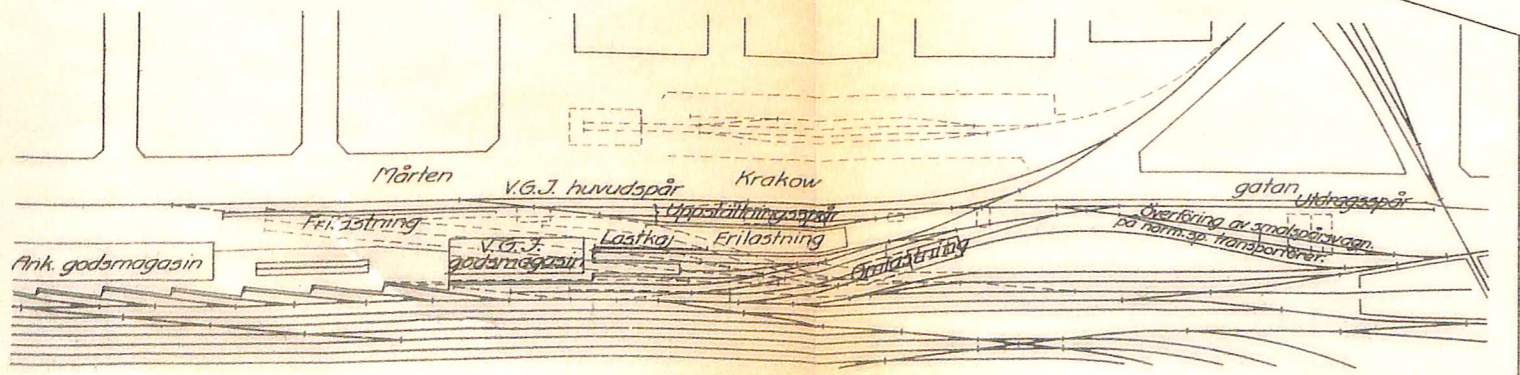 Mårten Krakow gatan
V.G.J. huvudspår
Utdragsspår
Uppställningsspår
Frilastning
Överföring av smalspårsvagn.
på norm.sp. transportörer.
V.G.J.
godsmagasin
Lastkaj
Frilastning
Omlastning
Ank. godsmagasin